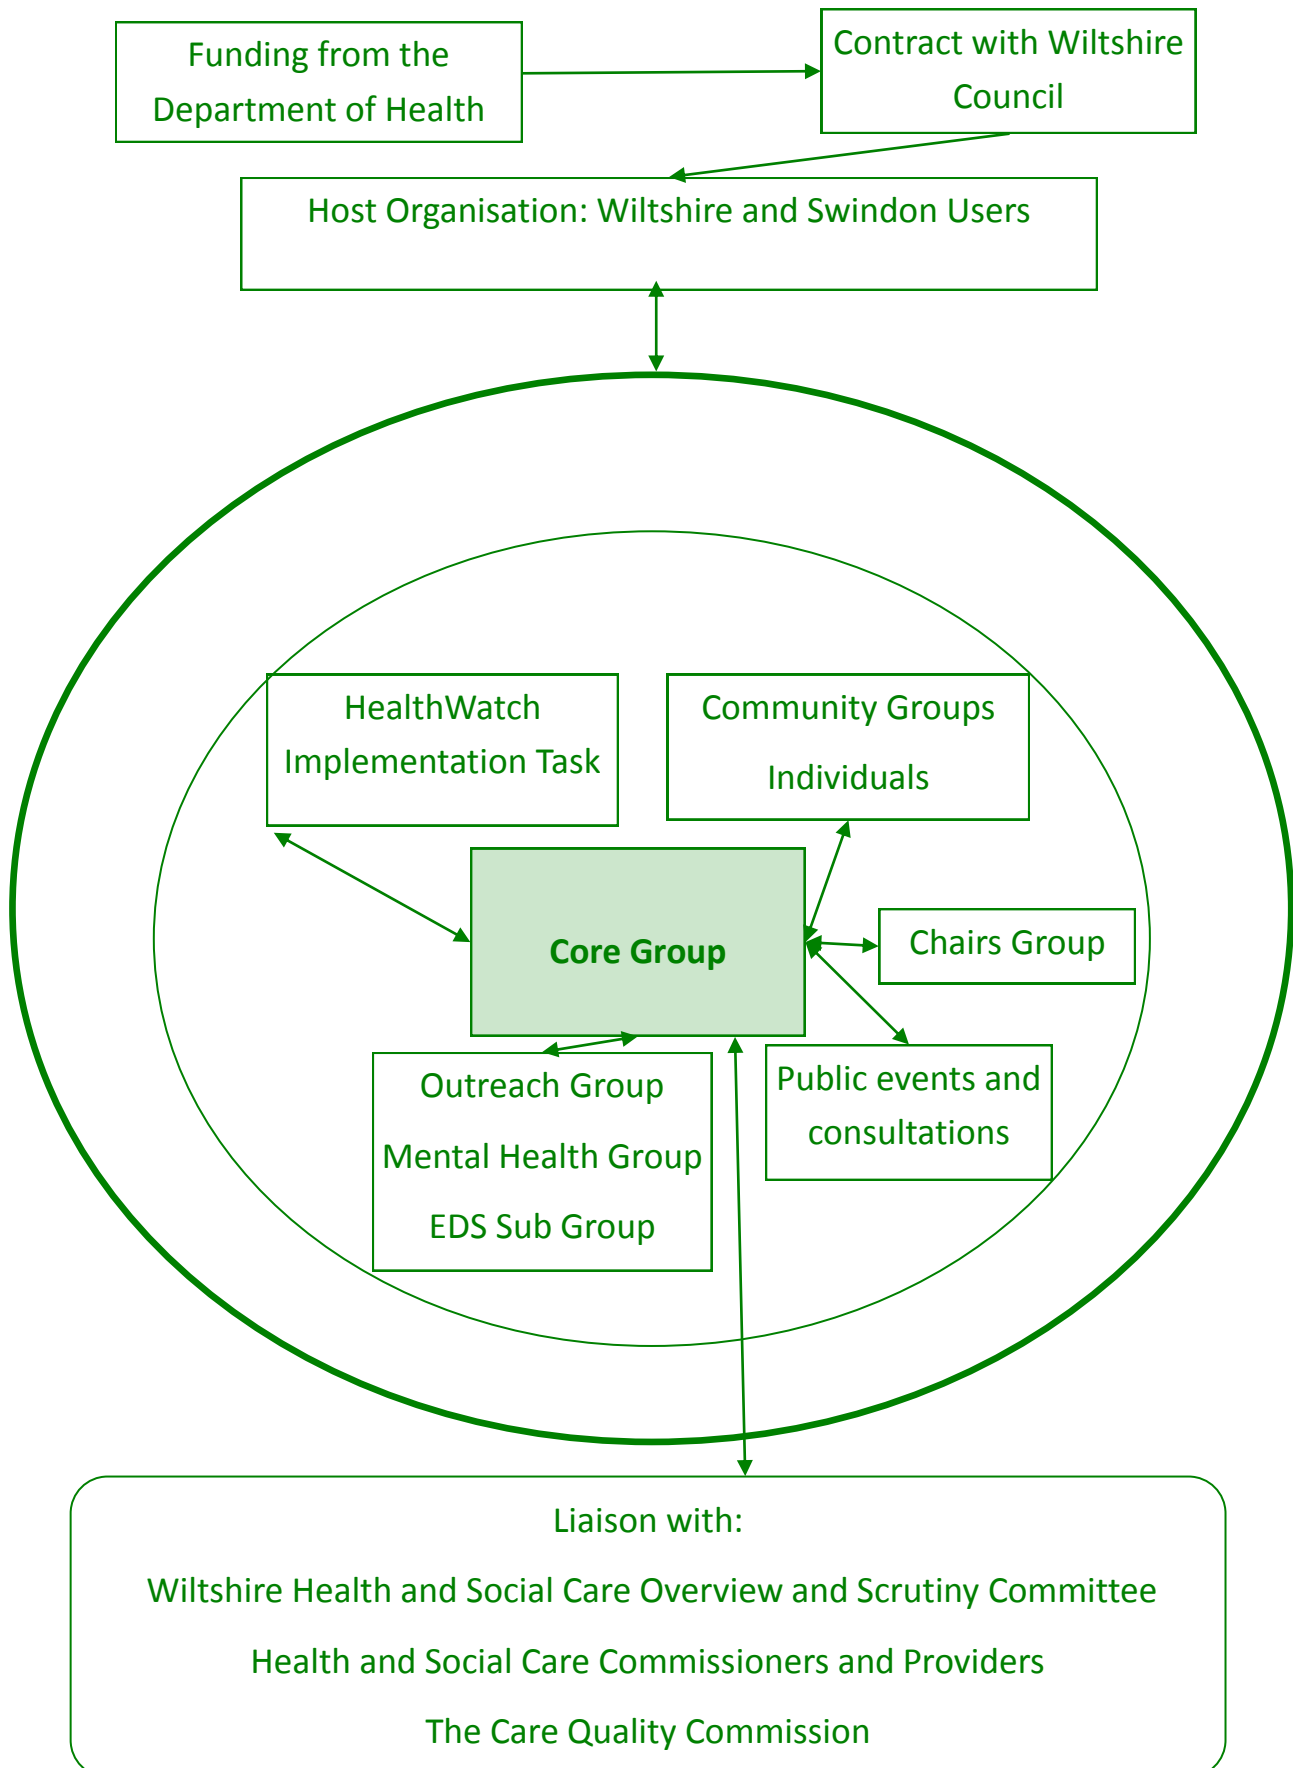 Funding from the
Department of Health
Contract with Wiltshire
Council
Host Organisation: Wiltshire and Swindon Users
HealthWatch
Implementation Task
Community Groups
Individuals
Core Group
Chairs Group
Outreach Group
Mental Health Group
EDS Sub Group
Public events and
consultations
Liaison with:
Wiltshire Health and Social Care Overview and Scrutiny Committee
Health and Social Care Commissioners and Providers
The Care Quality Commission